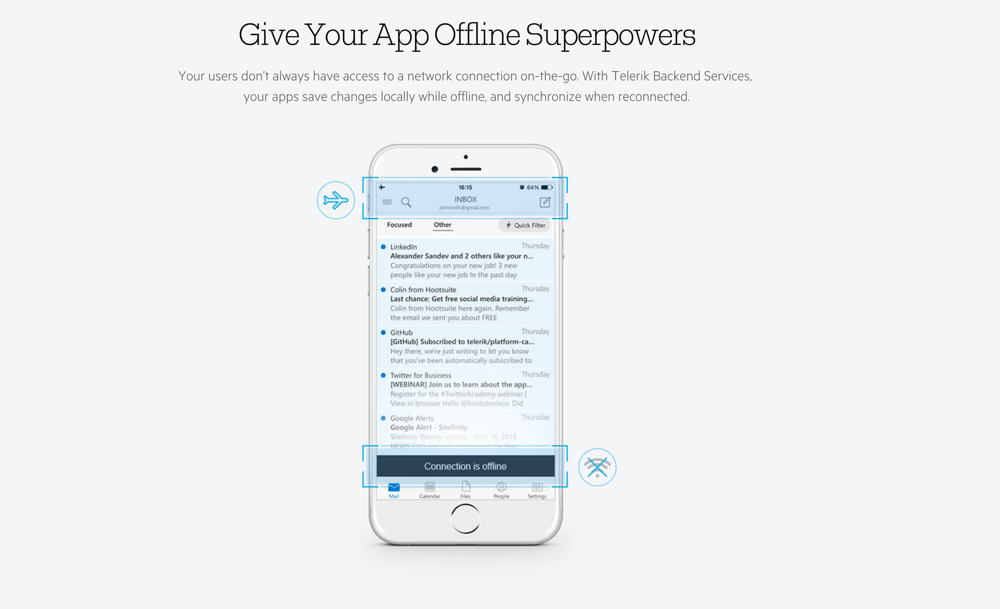 Give Your App Offline Superpowers
Your users don’t always have access to a network connection on-the-go. With Telerik Backend Services,
your apps save changes locally while offline, and synchronize when reconnected.
16:15
64%
INBOX
johnsmith@gmail.com
Focused
Other
Quick Filter
LinkedIn
Thursday
Alexander Sandev and 2 others like your n...
Congratulations on your new job! 3 new
people like your new job In the past day
Colin from Hootsuite
Thursday
Last chance: Get free social media training...
Colin from Hootsuite here again. Remember
the email we sent you about FREE
GitHub
Thursday
[GitHub] Subscribed to telerik/platform-ca...
Hey there, we're just writing to let you know
that you've been automatically subscribed to
Twitter for Business
Thursday
[WEBINAR] Join us to learn about the app...
Register for the #TwitterAcademy webinar |
View in browser Hello @hristoborisov, Did
Google Alerts
Thursday
Google Alert - Sitefinity
Sitefinity Weekly update · April 16, 2015
NEWS CVG site wins Website of the Year
Connection is offline
Mail
Calendar
Files
People
Settings